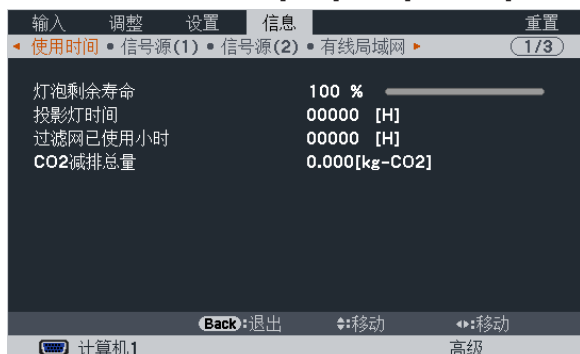 输入 调整 设置 信息 重置
◂ 使用时间 • 信号源(1) • 信号源(2) • 有线局域网 ▸ 1/3
灯泡剩余寿命 100 %
投影灯时间 00000 [H]
过滤网已使用小时 00000 [H]
CO2减排总量 0.000[kg-CO2]
Back:退出 ♦:移动 ◂▸:移动
计算机1 高级